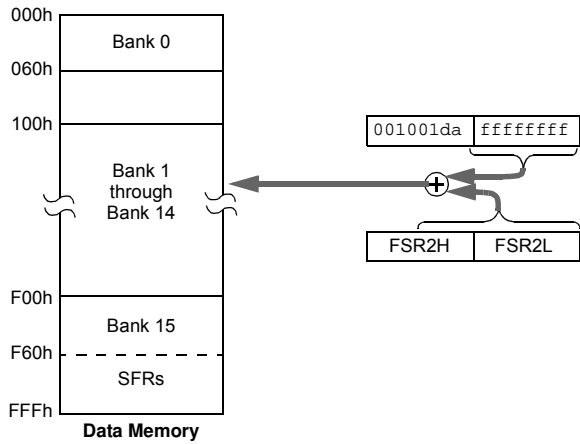 000h
Bank 0
060h
100h
001001da ffffffff
Bank 1
through
Bank 14
FSR2H FSR2L
F00h
Bank 15
F60h
SFRs
FFFh
Data Memory